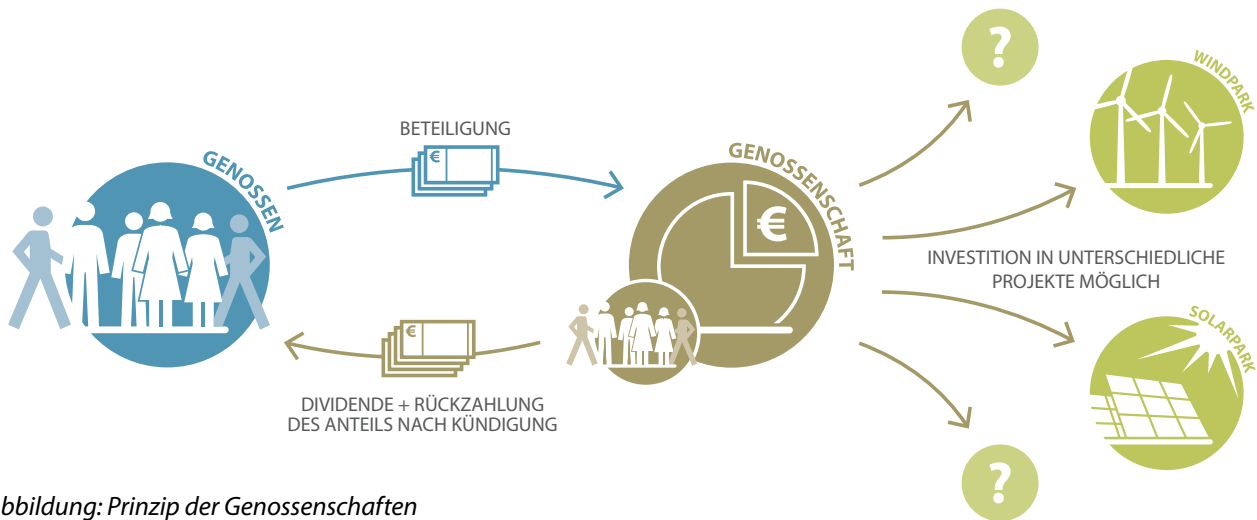 BETEILIGUNG
€
GENOSSEN
GENOSSENSCHAFT
€
?
WINDPARK
INVESTITION IN UNTERSCHIEDLICHE
PROJEKTE MÖGLICH
€
DIVIDENDE + RÜCKZAHLUNG
DES ANTEILS NACH KÜNDIGUNG
SOLARPARK
?
bbildung: Prinzip der Genossenschaften